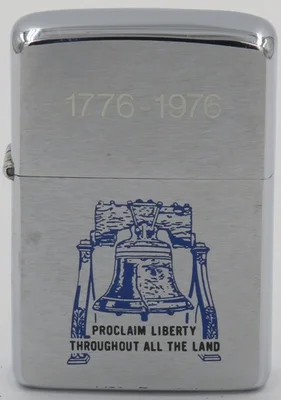 1776-1976
PROCLAIM LIBERTY
THROUGHOUT ALL THE LAND